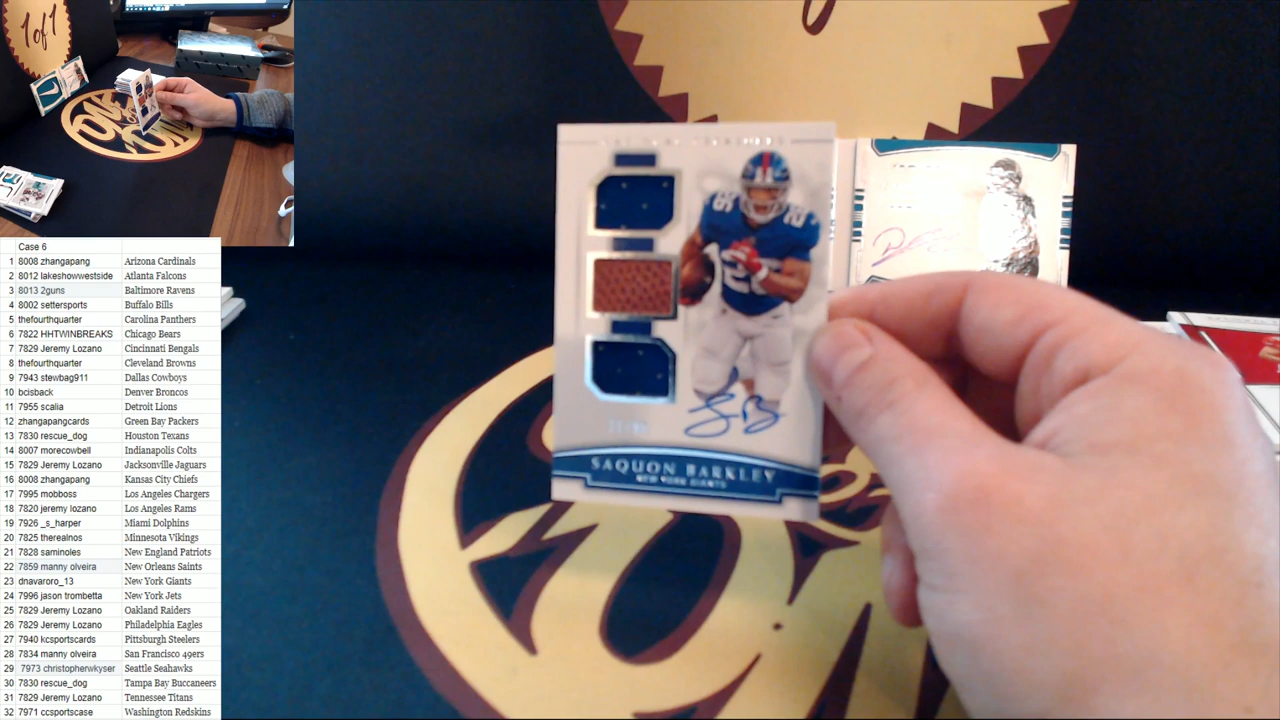 1 of 1
ONE
of
Case 6
1 8008 zhangapang Arizona Cardinals
2 8012 lakeshowwestside Atlanta Falcons
3 8013 2guns Baltimore Ravens
4 8002 settersports Buffalo Bills
5 thefourthquarter Carolina Panthers
6 7822 HHTWINBREAKS Chicago Bears
7 7829 Jeremy Lozano Cincinnati Bengals
8 thefourthquarter Cleveland Browns
9 7943 stewbag911 Dallas Cowboys
10 bcisback Denver Broncos
11 7955 scalia Detroit Lions
12 zhangapangcards Green Bay Packers
13 7830 rescue_dog Houston Texans
14 8007 morecowbell Indianapolis Colts
15 7829 Jeremy Lozano Jacksonville Jaguars
16 8008 zhangapang Kansas City Chiefs
17 7995 mobboss Los Angeles Chargers
18 7820 jeremy lozano Los Angeles Rams
19 7926 _s_harper Miami Dolphins
20 7825 therealnos Minnesota Vikings
21 7828 saminoles New England Patriots
22 7859 manny olveira New Orleans Saints
23 dnavaroro_13 New York Giants
24 7996 jason trombetta New York Jets
25 7829 Jeremy Lozano Oakland Raiders
26 7829 Jeremy Lozano Philadelphia Eagles
27 7940 kcsportscards Pittsburgh Steelers
28 7834 manny olveira San Francisco 49ers
29 7973 christopherwkyser Seattle Seahawks
30 7830 rescue_dog Tampa Bay Buccaneers
31 7829 Jeremy Lozano Tennessee Titans
32 7971 ccsportscase Washington Redskins
26
SAQUON BARKLEY
NEW YORK GIANTS